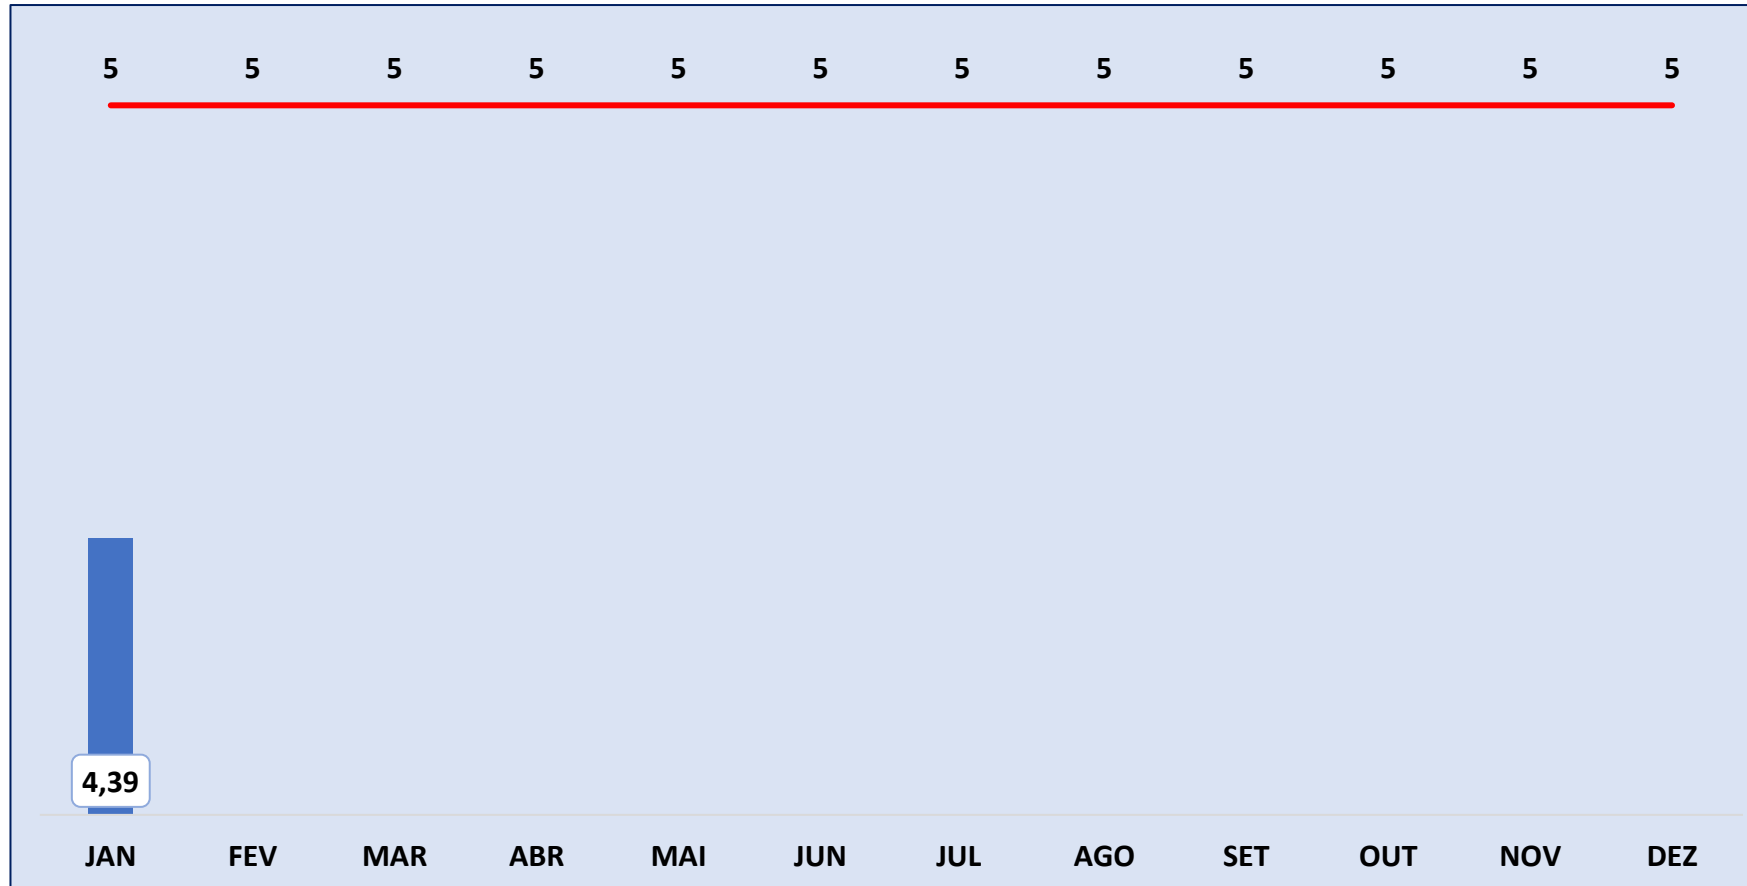 5 5 5 5 5 5 5 5 5 5 5 5
4,39
JAN FEV MAR ABR MAI JUN JUL AGO SET OUT NOV DEZ